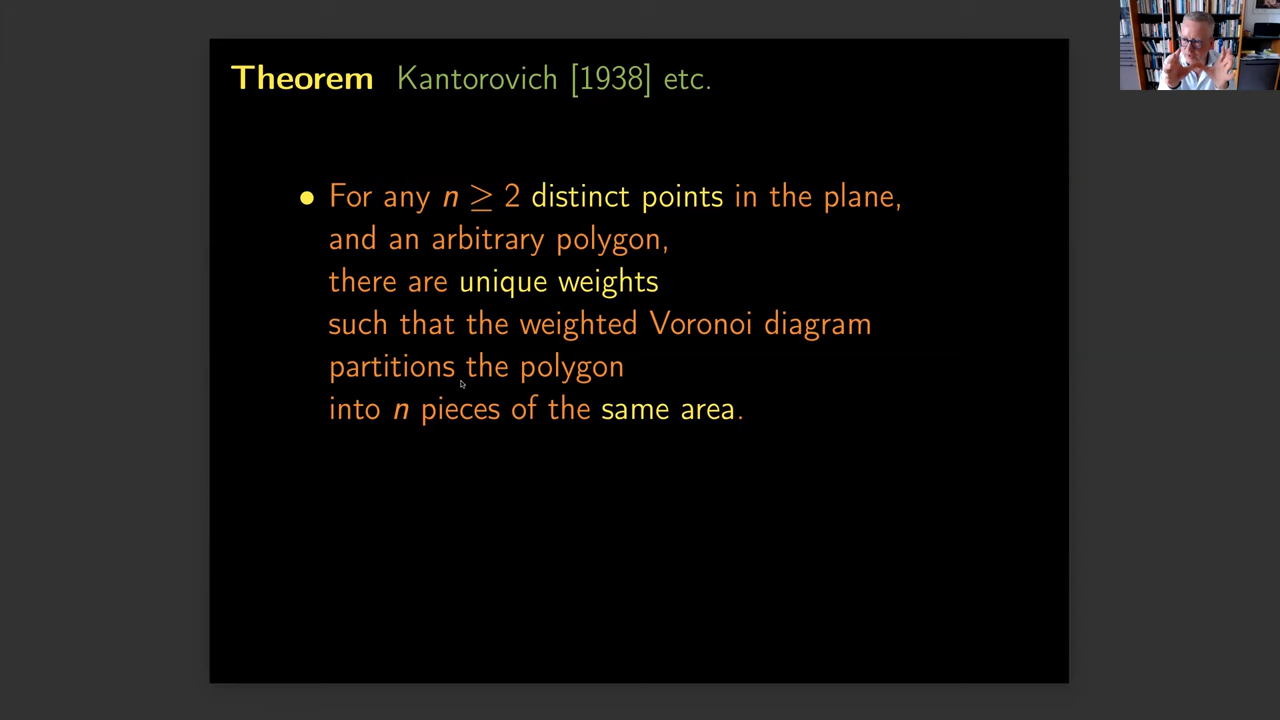 Theorem Kantorovich [1938] etc.
• For any n ≥ 2 distinct points in the plane,
and an arbitrary polygon,
there are unique weights
such that the weighted Voronoi diagram
partitions the polygon
into n pieces of the same area.